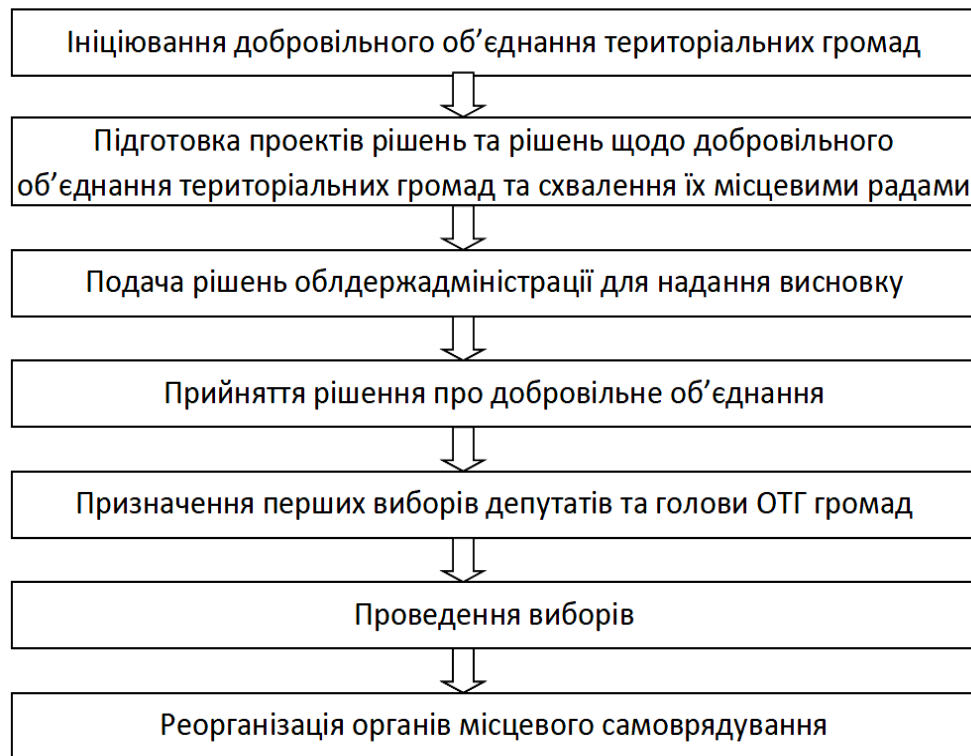 Ініціювання добровільного об’єднання територіальних громад
Підготовка проектів рішень та рішень щодо добровільного
об’єднання територіальних громад та схвалення їх місцевими радами
Подача рішень облдержадміністрації для надання висновку
Прийняття рішення про добровільне об’єднання
Призначення перших виборів депутатів та голови ОТГ громад
Проведення виборів
Реорганізація органів місцевого самоврядування